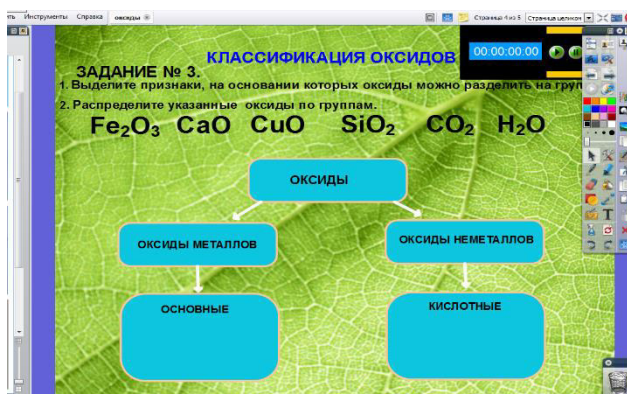 Инструменты Справка оксиды
Страница 4 из 5 Страница целиком
КЛАССИФИКАЦИЯ ОКСИДОВ
00:00:00:00
ЗАДАНИЕ № 3.
1. Выделите признаки, на основании которых оксиды можно разделить на
2. Распределите указанные оксиды по группам.
Fe₂O₃ CaO CuO SiO₂ CO₂ H₂O
ОКСИДЫ
ОКСИДЫ МЕТАЛЛОВ
ОКСИДЫ НЕМЕТАЛЛОВ
ОСНОВНЫЕ
КИСЛОТНЫЕ